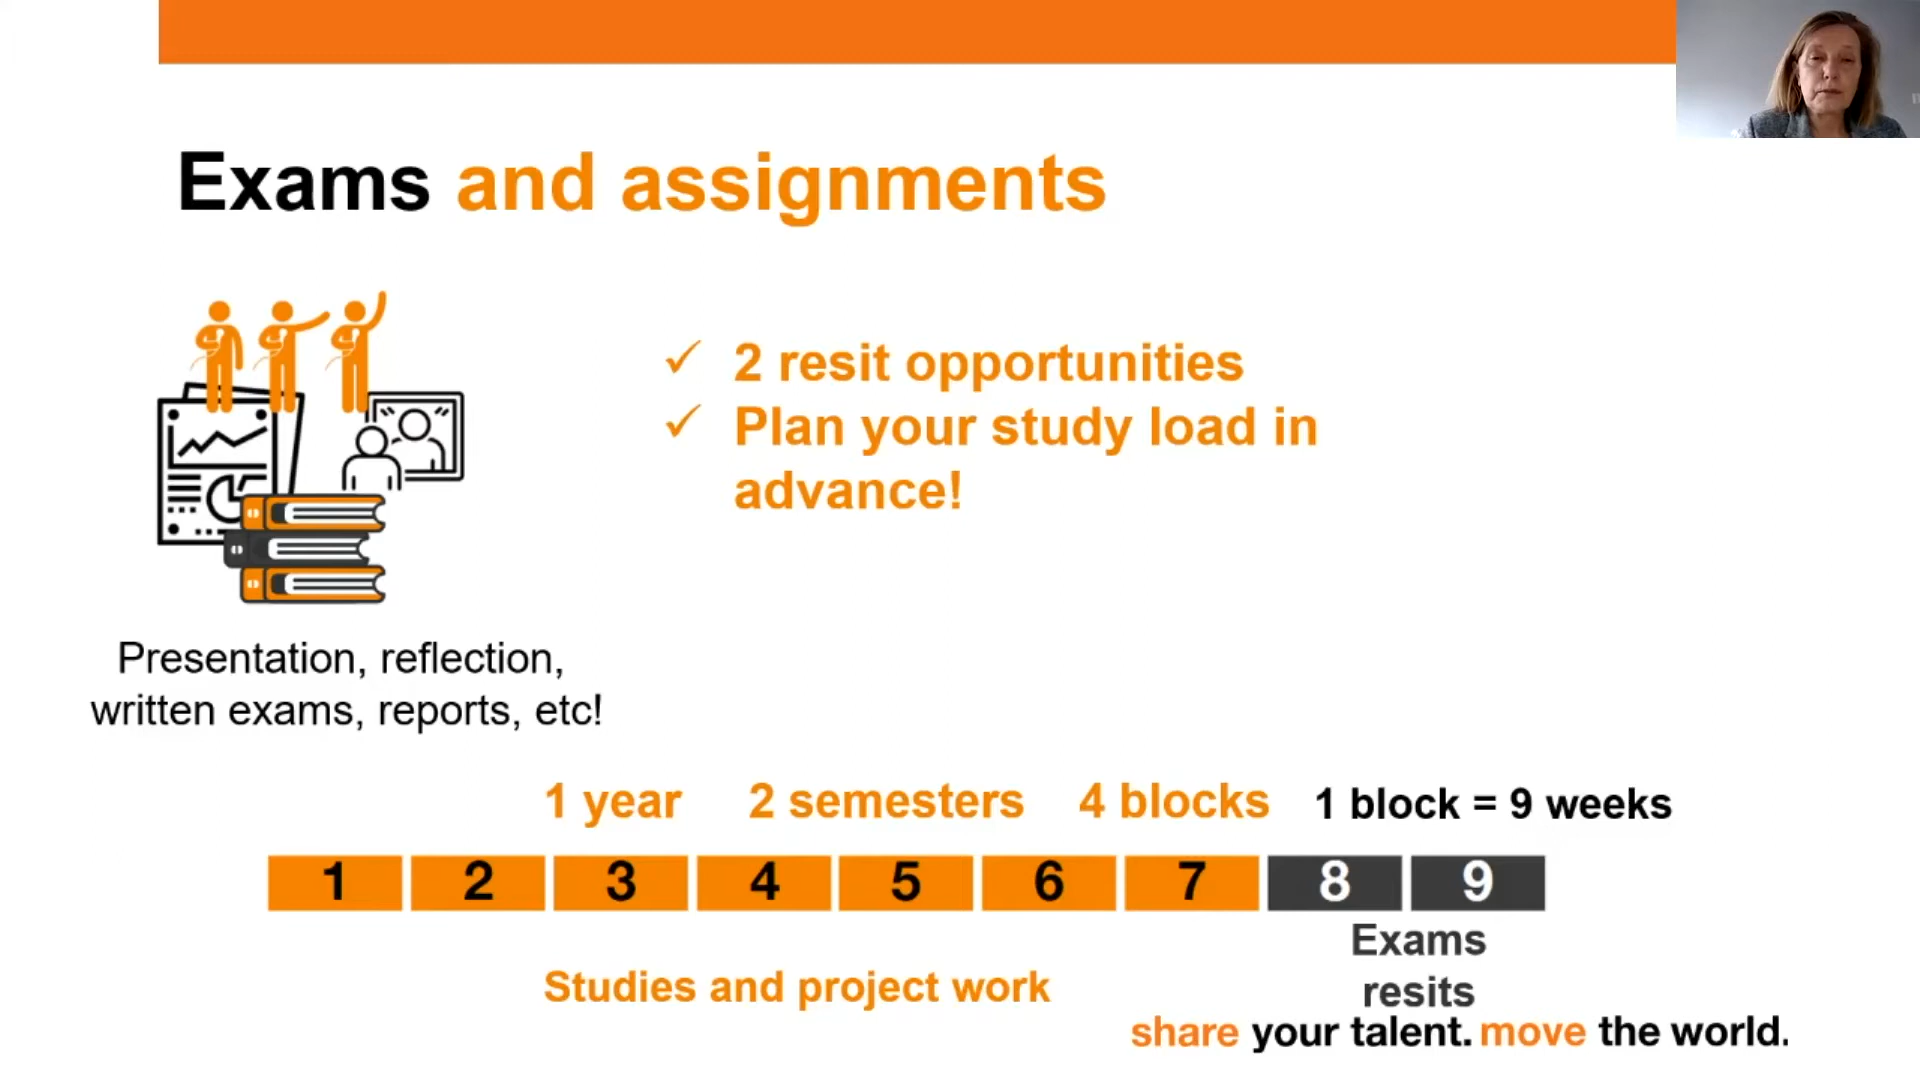 Exams and assignments
2 resit opportunities
Plan your study load in
advance!
Presentation, reflection,
written exams, reports, etc!
1 year 2 semesters 4 blocks 1 block = 9 weeks
1 2 3 4 5 6 7 8 9
Exams
resits
Studies and project work
share your talent. move the world.